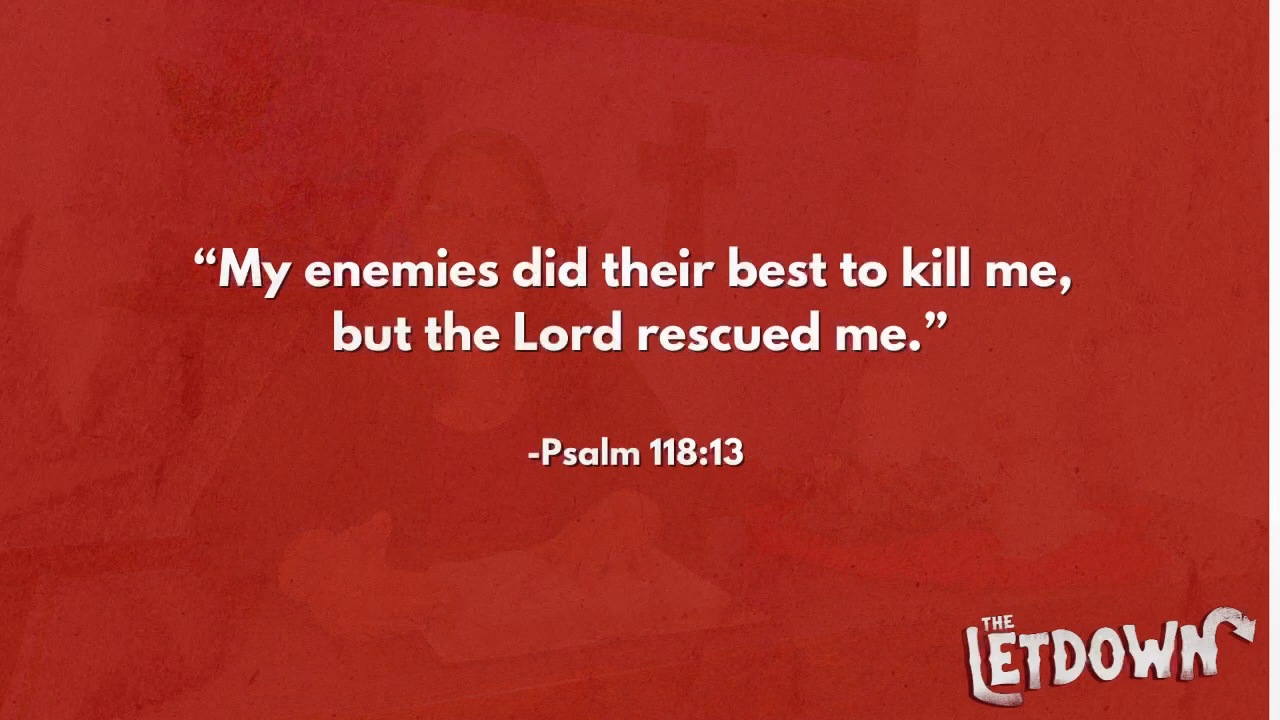 “My enemies did their best to kill me,
but the Lord rescued me.”
-Psalm 118:13
THE
LETDOWN